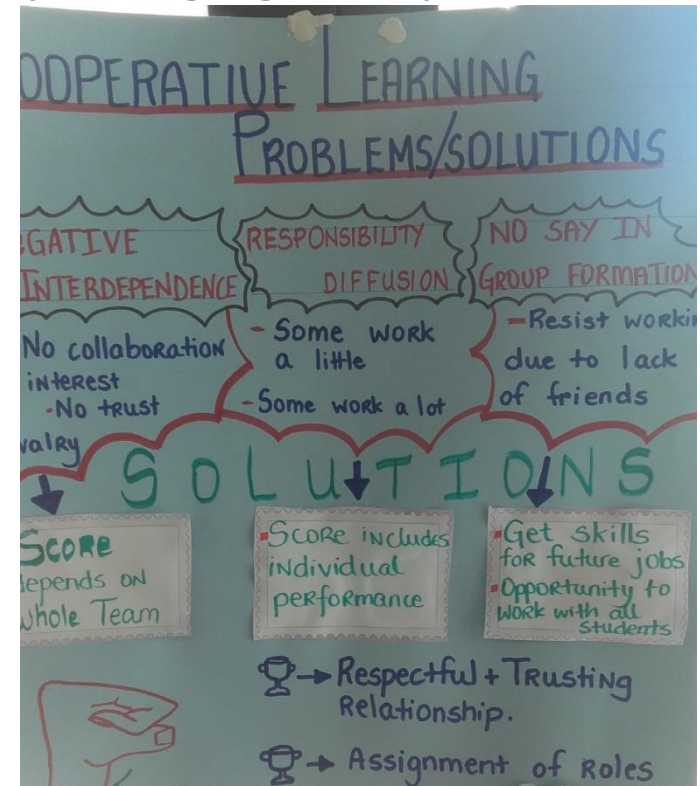 OOPERATIVE LEARNING
PROBLEMS/SOLUTIONS
GATIVE
INTERDEPENDENCE
RESPONSIBILITY
DIFFUSION
NO SAY IN
GROUP FORMATION
No collaboration
interest
-No trust
valry
- Some work
a little
-Some work a lot
-Resist workin
due to lack
of friends
SOLUTIONS
Score
depends on
whole Team
Score includes
individual
performance
Get skills
for future jobs
Opportunity to
work with all
students
→ Respectful + Trusting
Relationship.
→ Assignment of Roles